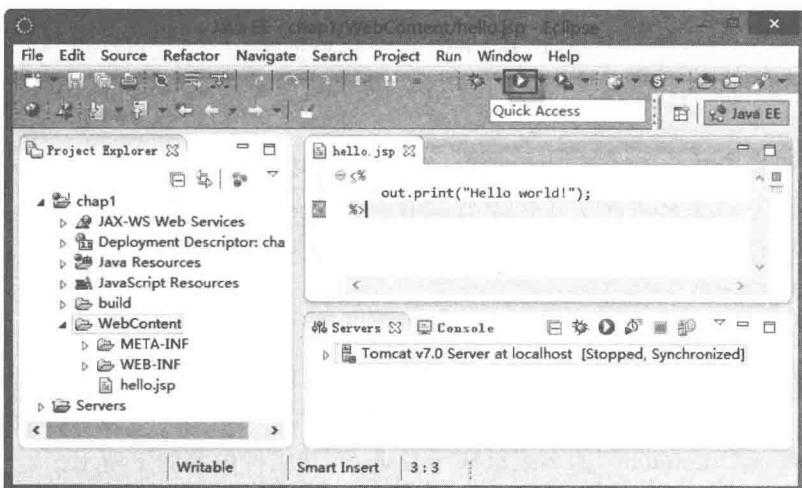 Java EE - chap1/WebContent/hello.jsp - Eclipse
File Edit Source Refactor Navigate Search Project Run Window Help
Quick Access
Java EE
Project Explorer
chap1
JAX-WS Web Services
Deployment Descriptor: cha
Java Resources
JavaScript Resources
build
WebContent
META-INF
WEB-INF
hello.jsp
Servers
hello.jsp
<%
out.print("Hello world!");
%>
Servers Console
Tomcat v7.0 Server at localhost [Stopped, Synchronized]
Writable Smart Insert 3 : 3